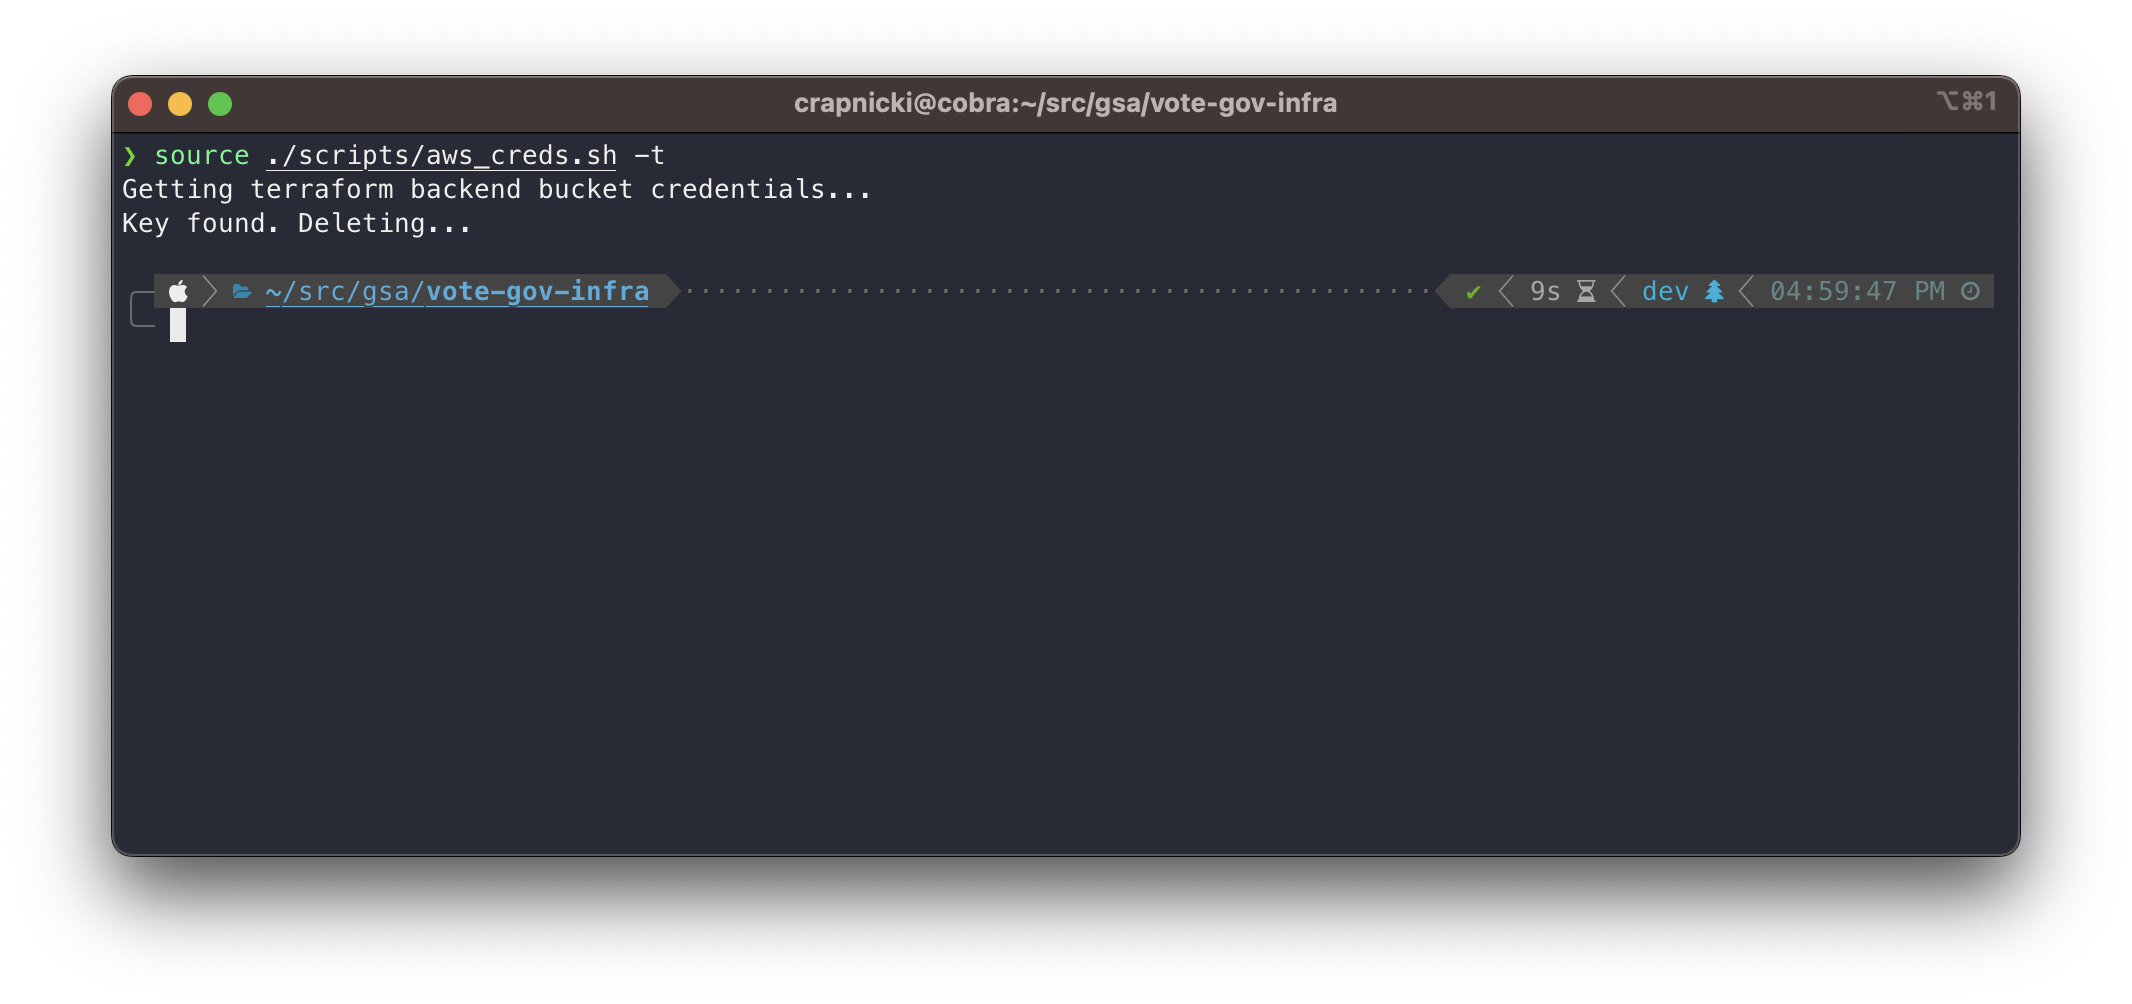 crapnicki@cobra:~/src/gsa/vote-gov-infra ⌥⌘1
❯ source ./scripts/aws_creds.sh -t
Getting terraform backend bucket credentials...
Key found. Deleting...
~/src/gsa/vote-gov-infra ✔ 9s dev 04:59:47 PM